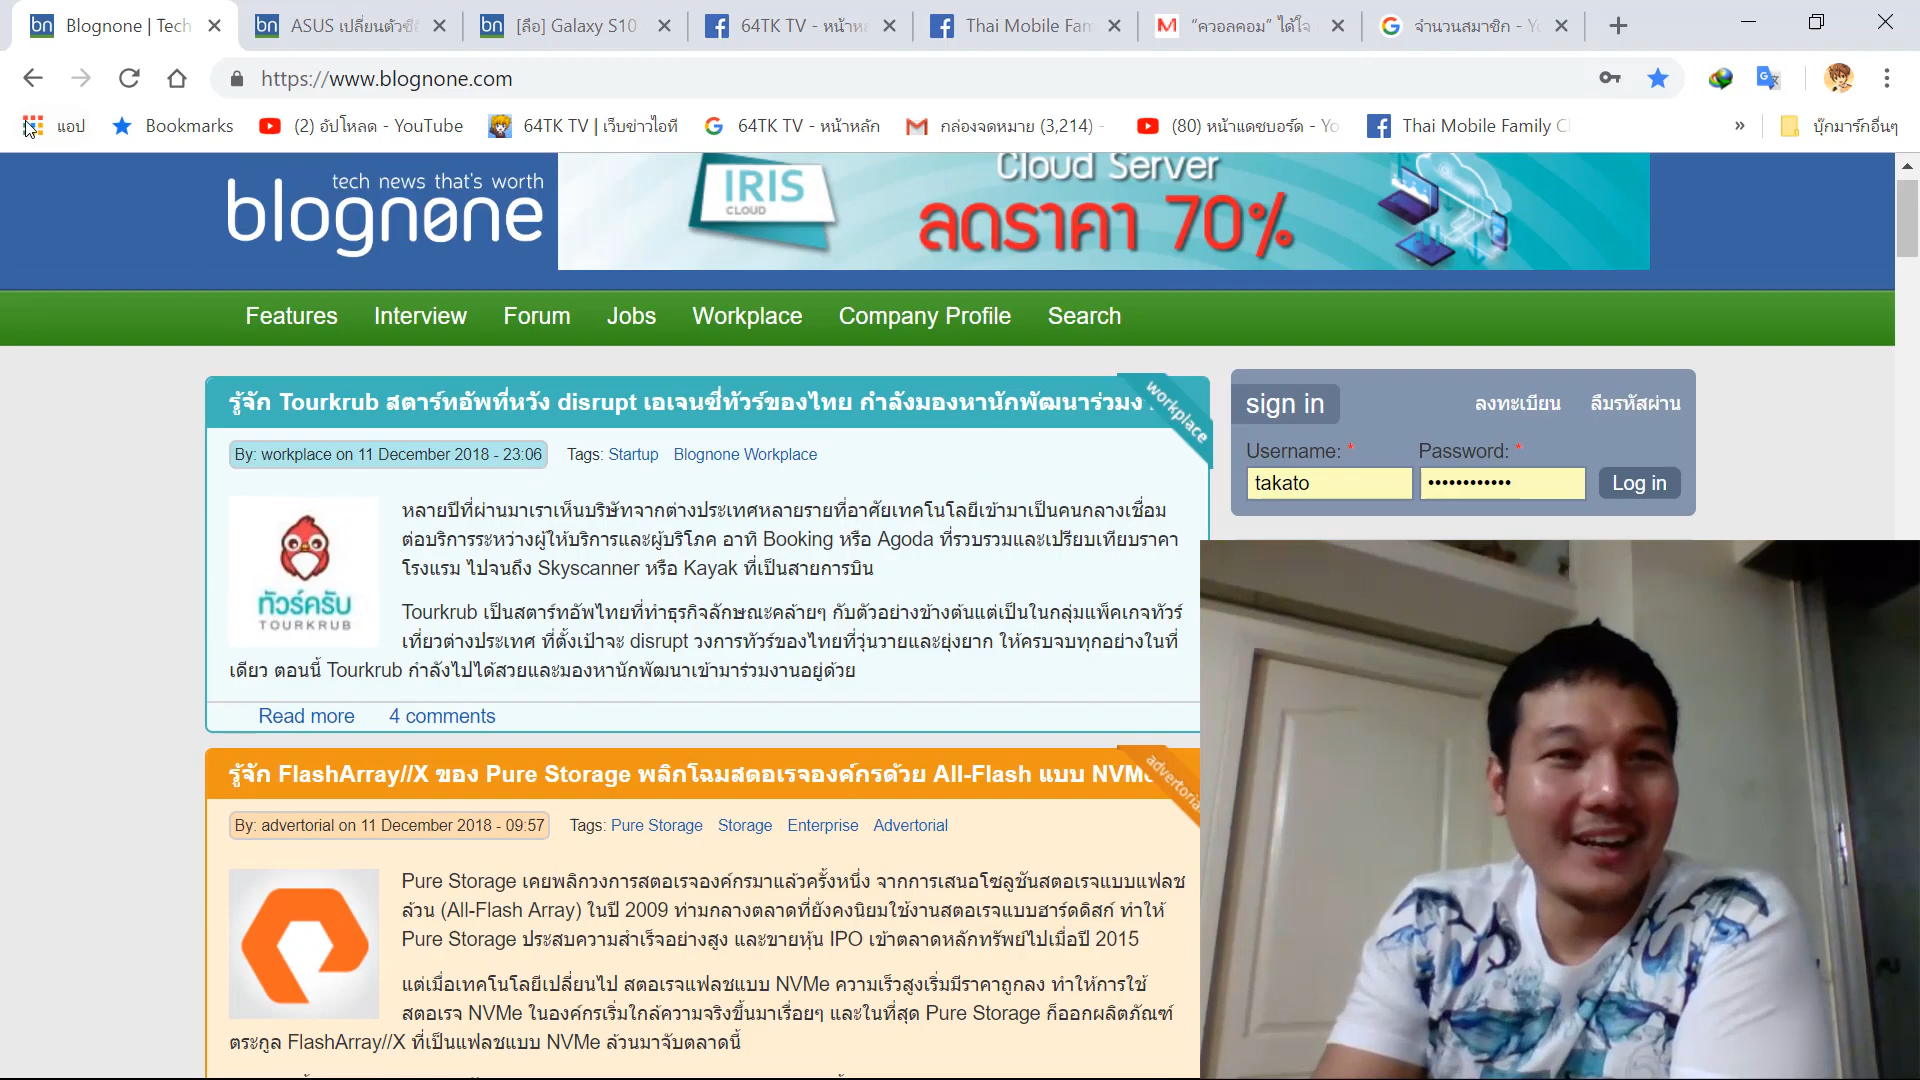 Blognone | Tech
ASUS เปลี่ยนตัวซีอี
[ลือ] Galaxy S10
64TK TV - หน้าหล
Thai Mobile Fam
"ควอลคอม" ได้ใจ
จำนวนสมาชิก - Yo
https://www.blognone.com
แอป
Bookmarks
(2) อัปโหลด - YouTube
64TK TV | เว็บข่าวไอที
64TK TV - หน้าหลัก
กล่องจดหมาย (3,214) -
(80) หน้าแดชบอร์ด - Yo
Thai Mobile Family Cl
»
บุ๊กมาร์กอื่นๆ
tech news that's worth
blognone
IRIS
CLOUD
Cloud Server
ลดราคา 70%
Features
Interview
Forum
Jobs
Workplace
Company Profile
Search
รู้จัก Tourkrub สตาร์ทอัพที่หวัง disrupt เอเจนซี่ทัวร์ของไทย กำลังมองหานักพัฒนาร่วมง
workplace
By: workplace on 11 December 2018 - 23:06
Tags: Startup Blognone Workplace
ทัวร์ครับ
TOURKRUB
หลายปีที่ผ่านมาเราเห็นบริษัทจากต่างประเทศหลายรายที่อาศัยเทคโนโลยีเข้ามาเป็นคนกลางเชื่อม
ต่อบริการระหว่างผู้ให้บริการและผู้บริโภค อาทิ Booking หรือ Agoda ที่รวบรวมและเปรียบเทียบราคา
โรงแรม ไปจนถึง Skyscanner หรือ Kayak ที่เป็นสายการบิน
Tourkrub เป็นสตาร์ทอัพไทยที่ทำธุรกิจลักษณะคล้ายๆ กับตัวอย่างข้างต้นแต่เป็นในกลุ่มแพ็คเกจทัวร์
เที่ยวต่างประเทศ ที่ตั้งเป้าจะ disrupt วงการทัวร์ของไทยที่วุ่นวายและยุ่งยาก ให้ครบจบทุกอย่างในที่
เดียว ตอนนี้ Tourkrub กำลังไปได้สวยและมองหานักพัฒนาเข้ามาร่วมงานอยู่ด้วย
Read more
4 comments
sign in
ลงทะเบียน
ลืมรหัสผ่าน
Username: *
Password: *
takato
••••••••••••
Log in
รู้จัก FlashArray//X ของ Pure Storage พลิกโฉมสตอเรจองค์กรด้วย All-Flash แบบ NVMe
advertorial
By: advertorial on 11 December 2018 - 09:57
Tags: Pure Storage Storage Enterprise Advertorial
Pure Storage เคยพลิกวงการสตอเรจองค์กรมาแล้วครั้งหนึ่ง จากการเสนอโซลูชันสตอเรจแบบแฟลช
ล้วน (All-Flash Array) ในปี 2009 ท่ามกลางตลาดที่ยังคงนิยมใช้งานสตอเรจแบบฮาร์ดดิสก์ ทำให้
Pure Storage ประสบความสำเร็จอย่างสูง และขายหุ้น IPO เข้าตลาดหลักทรัพย์ไปเมื่อปี 2015
แต่เมื่อเทคโนโลยีเปลี่ยนไป สตอเรจแฟลชแบบ NVMe ความเร็วสูงเริ่มมีราคาถูกลง ทำให้การใช้
สตอเรจ NVMe ในองค์กรเริ่มใกล้ความจริงขึ้นมาเรื่อยๆ และในที่สุด Pure Storage ก็ออกผลิตภัณฑ์
ตระกูล FlashArray//X ที่เป็นแฟลชแบบ NVMe ล้วนมาจับตลาดนี้